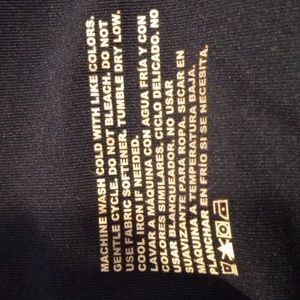 MACHINE WASH COLD WITH LIKE COLORS.
GENTLE CYCLE. DO NOT BLEACH. DO NOT
USE FABRIC SOFTENER. TUMBLE DRY LOW.
COOL IRON IF NEEDED.
LAVAR A MÁQUINA CON AGUA FRÍA Y CON
COLORES SIMILARES. CICLO DELICADO. NO
USAR BLANQUEADOR. NO USAR
SUAVIZANTE PARA ROPA. SECAR EN
MAQUINA A TEMPERATURA BAJA.
PLANCHAR EN FRÍO SI SE NECESITA.